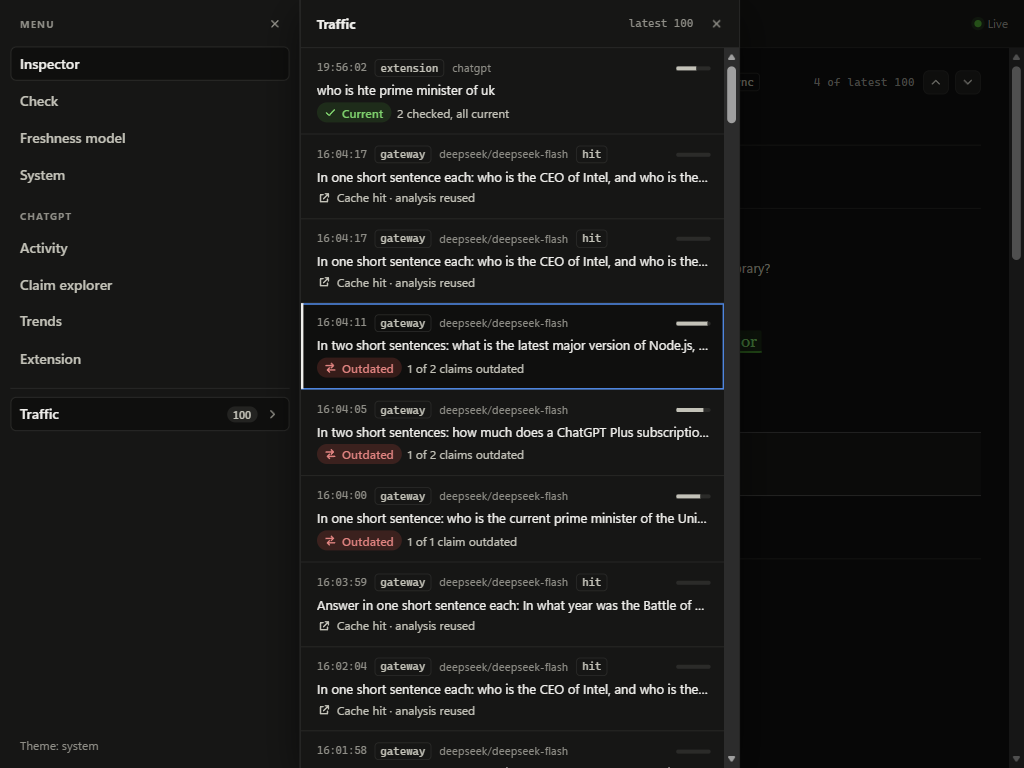 MENU
Inspector
Check
Freshness model
System
CHATGPT
Activity
Claim explorer
Trends
Extension
Traffic 100
Theme: system
Traffic latest 100
19:56:02 extension chatgpt
who is hte prime minister of uk
Current 2 checked, all current
16:04:17 gateway deepseek/deepseek-flash hit
In one short sentence each: who is the CEO of Intel, and who is the...
Cache hit · analysis reused
16:04:17 gateway deepseek/deepseek-flash hit
In one short sentence each: who is the CEO of Intel, and who is the...
Cache hit · analysis reused
16:04:11 gateway deepseek/deepseek-flash
In two short sentences: what is the latest major version of Node.js, ...
Outdated 1 of 2 claims outdated
16:04:05 gateway deepseek/deepseek-flash
In two short sentences: how much does a ChatGPT Plus subscriptio...
Outdated 1 of 2 claims outdated
16:04:00 gateway deepseek/deepseek-flash
In one short sentence: who is the current prime minister of the Uni...
Outdated 1 of 1 claim outdated
16:03:59 gateway deepseek/deepseek-flash hit
Answer in one short sentence each: In what year was the Battle of ...
Cache hit · analysis reused
16:02:04 gateway deepseek/deepseek-flash hit
In one short sentence each: who is the CEO of Intel, and who is the...
Cache hit · analysis reused
16:01:58 gateway deepseek/deepseek-flash
Live
nc 4 of latest 100
rary?
or